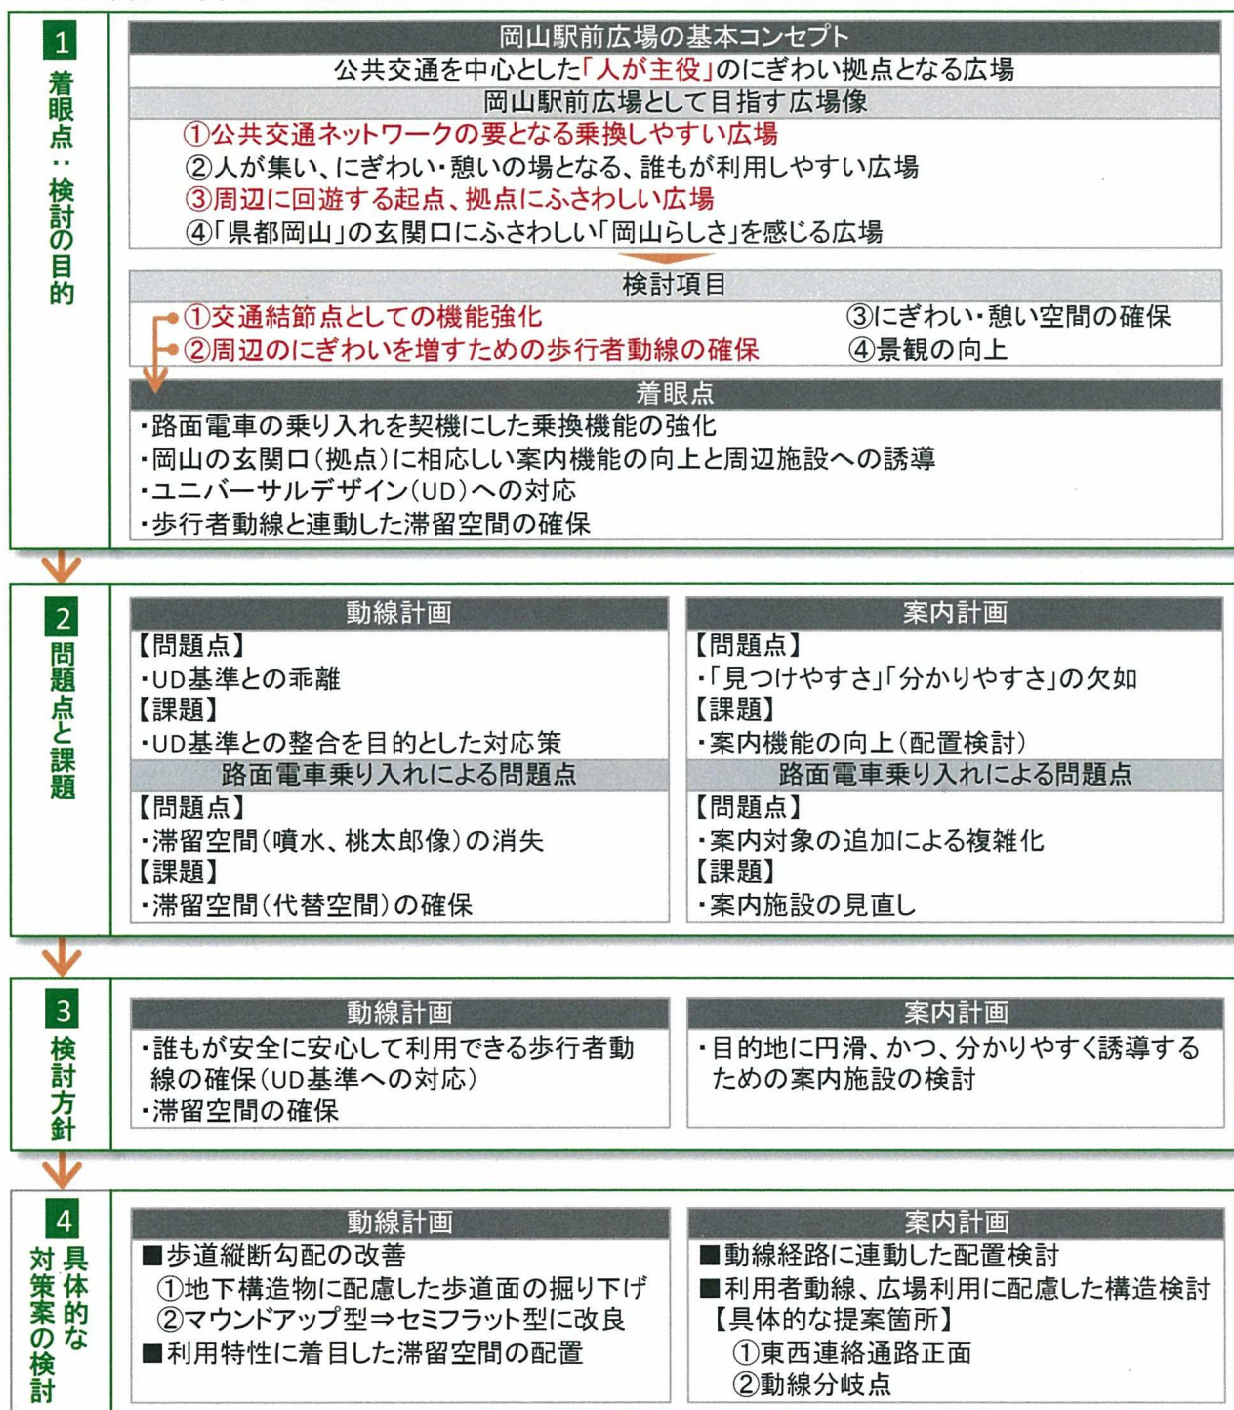 1
着眼点：検討の目的
岡山駅前広場の基本コンセプト
公共交通を中心とした「人が主役」のにぎわい拠点となる広場
岡山駅前広場として目指す広場像
①公共交通ネットワークの要となる乗換しやすい広場
②人が集い、にぎわい・憩いの場となる、誰もが利用しやすい広場
③周辺に回遊する起点、拠点にふさわしい広場
④「県都岡山」の玄関口にふさわしい「岡山らしさ」を感じる広場
検討項目
①交通結節点としての機能強化
②周辺のにぎわいを増すための歩行者動線の確保
③にぎわい・憩い空間の確保
④景観の向上
着眼点
・路面電車の乗り入れを契機にした乗換機能の強化
・岡山の玄関口（拠点）に相応しい案内機能の向上と周辺施設への誘導
・ユニバーサルデザイン（UD）への対応
・歩行者動線と連動した滞留空間の確保
2
問題点と課題
動線計画
【問題点】
・UD基準との乖離
【課題】
・UD基準との整合を目的とした対応策
路面電車乗り入れによる問題点
【問題点】
・滞留空間（噴水、桃太郎像）の消失
【課題】
・滞留空間（代替空間）の確保
案内計画
【問題点】
・「見つけやすさ」「分かりやすさ」の欠如
【課題】
・案内機能の向上（配置検討）
路面電車乗り入れによる問題点
【問題点】
・案内対象の追加による複雑化
【課題】
・案内施設の見直し
3
検討方針
動線計画
・誰もが安全に安心して利用できる歩行者動
線の確保（UD基準への対応）
・滞留空間の確保
案内計画
・目的地に円滑、かつ、分かりやすく誘導する
ための案内施設の検討
4
具体的な
対策案の検討
動線計画
■歩道縦断勾配の改善
①地下構造物に配慮した歩道面の掘り下げ
②マウンドアップ型⇒セミフラット型に改良
■利用特性に着目した滞留空間の配置
案内計画
■動線経路に連動した配置検討
■利用者動線、広場利用に配慮した構造検討
【具体的な提案箇所】
①東西連絡通路正面
②動線分岐点